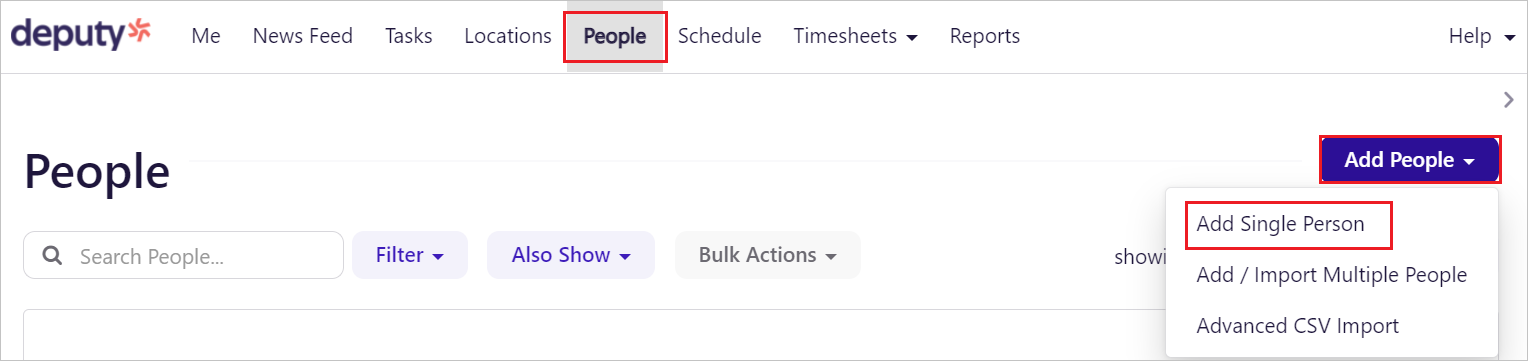 deputy Me News Feed Tasks Locations People Schedule Timesheets Reports Help
People
Add People
Add Single Person
Search People... Filter Also Show Bulk Actions showi
Add / Import Multiple People
Advanced CSV Import